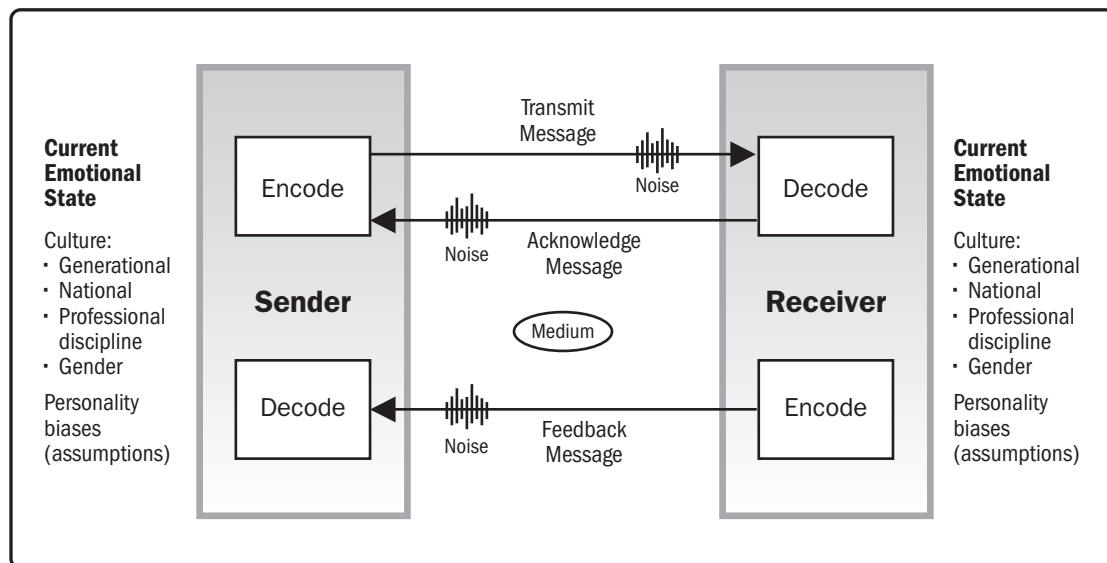 Current
Emotional
State
Culture:
· Generational
· National
· Professional
discipline
· Gender
Personality
biases
(assumptions)
Encode
Sender
Decode
Transmit
Message
Noise
Noise
Acknowledge
Message
Medium
Noise
Feedback
Message
Decode
Receiver
Encode
Current
Emotional
State
Culture:
· Generational
· National
· Professional
discipline
· Gender
Personality
biases
(assumptions)